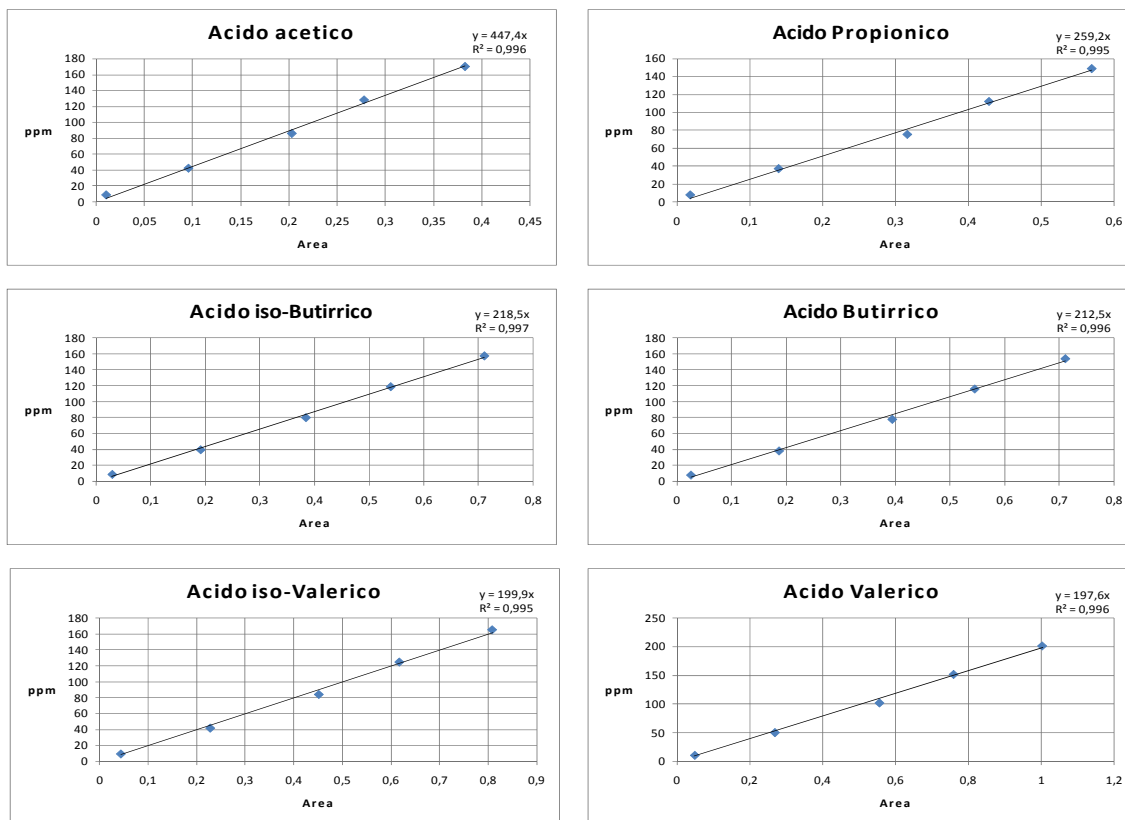 Acido acetico
y = 447,4x
R² = 0,996
180
160
140
120
100
80
60
40
20
0
ppm
0 0,05 0,1 0,15 0,2 0,25 0,3 0,35 0,4 0,45
Area
Acido Propionico
y = 259,2x
R² = 0,995
160
140
120
100
80
60
40
20
0
ppm
0 0,1 0,2 0,3 0,4 0,5 0,6
Area
Acido iso-Butirrico
y = 218,5x
R² = 0,997
180
160
140
120
100
80
60
40
20
0
ppm
0 0,1 0,2 0,3 0,4 0,5 0,6 0,7 0,8
Area
Acido Butirrico
y = 212,5x
R² = 0,996
180
160
140
120
100
80
60
40
20
0
ppm
0 0,1 0,2 0,3 0,4 0,5 0,6 0,7 0,8
Area
Acido iso-Valerico
y = 199,9x
R² = 0,995
180
160
140
120
100
80
60
40
20
0
ppm
0 0,1 0,2 0,3 0,4 0,5 0,6 0,7 0,8 0,9
Area
Acido Valerico
y = 197,6x
R² = 0,996
250
200
150
100
50
0
ppm
0 0,2 0,4 0,6 0,8 1 1,2
Area